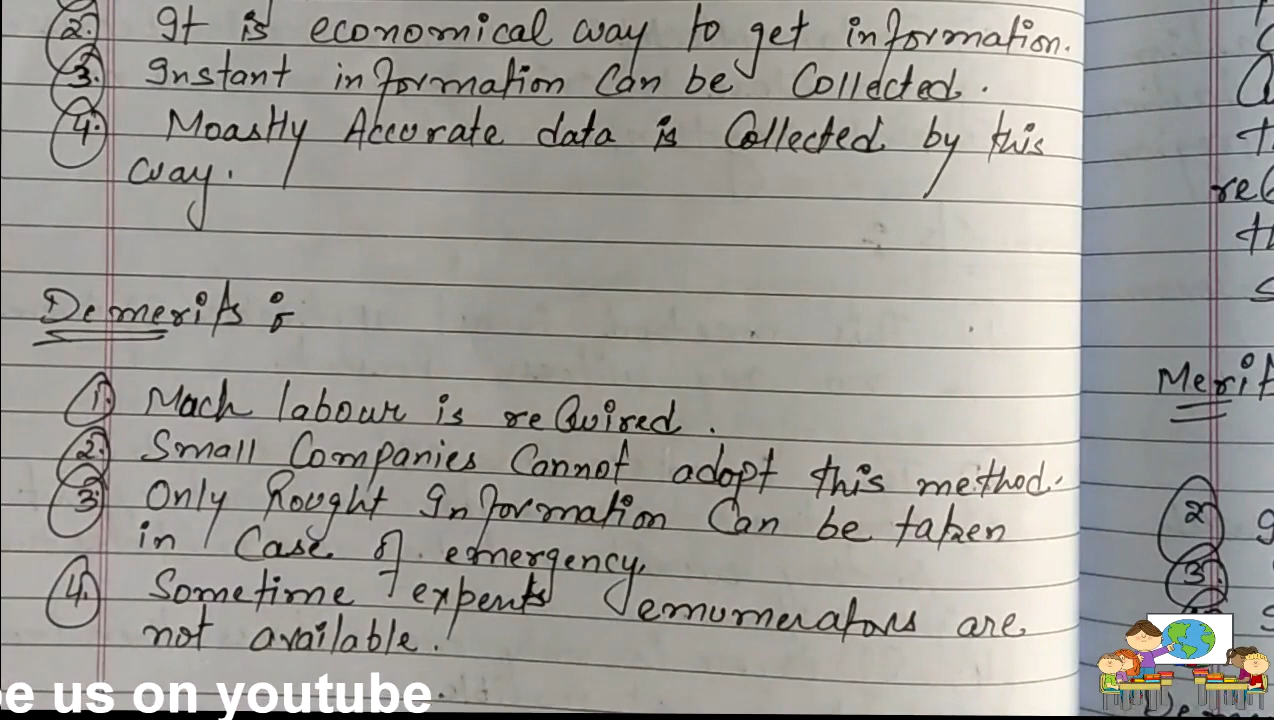 2. It is economical way to get information.
3. Instant information Can be Collected.
4. Moastly Accurate data is Collected by this
way.
Demerits :
1. Mach labour is reQuired.
2. Small Companies Cannot adopt this method.
3. Only Rought Information Can be taken
in Case of emergency.
4. Sometime experts enumerators are
not available.
Merit
2
3
e us on youtube